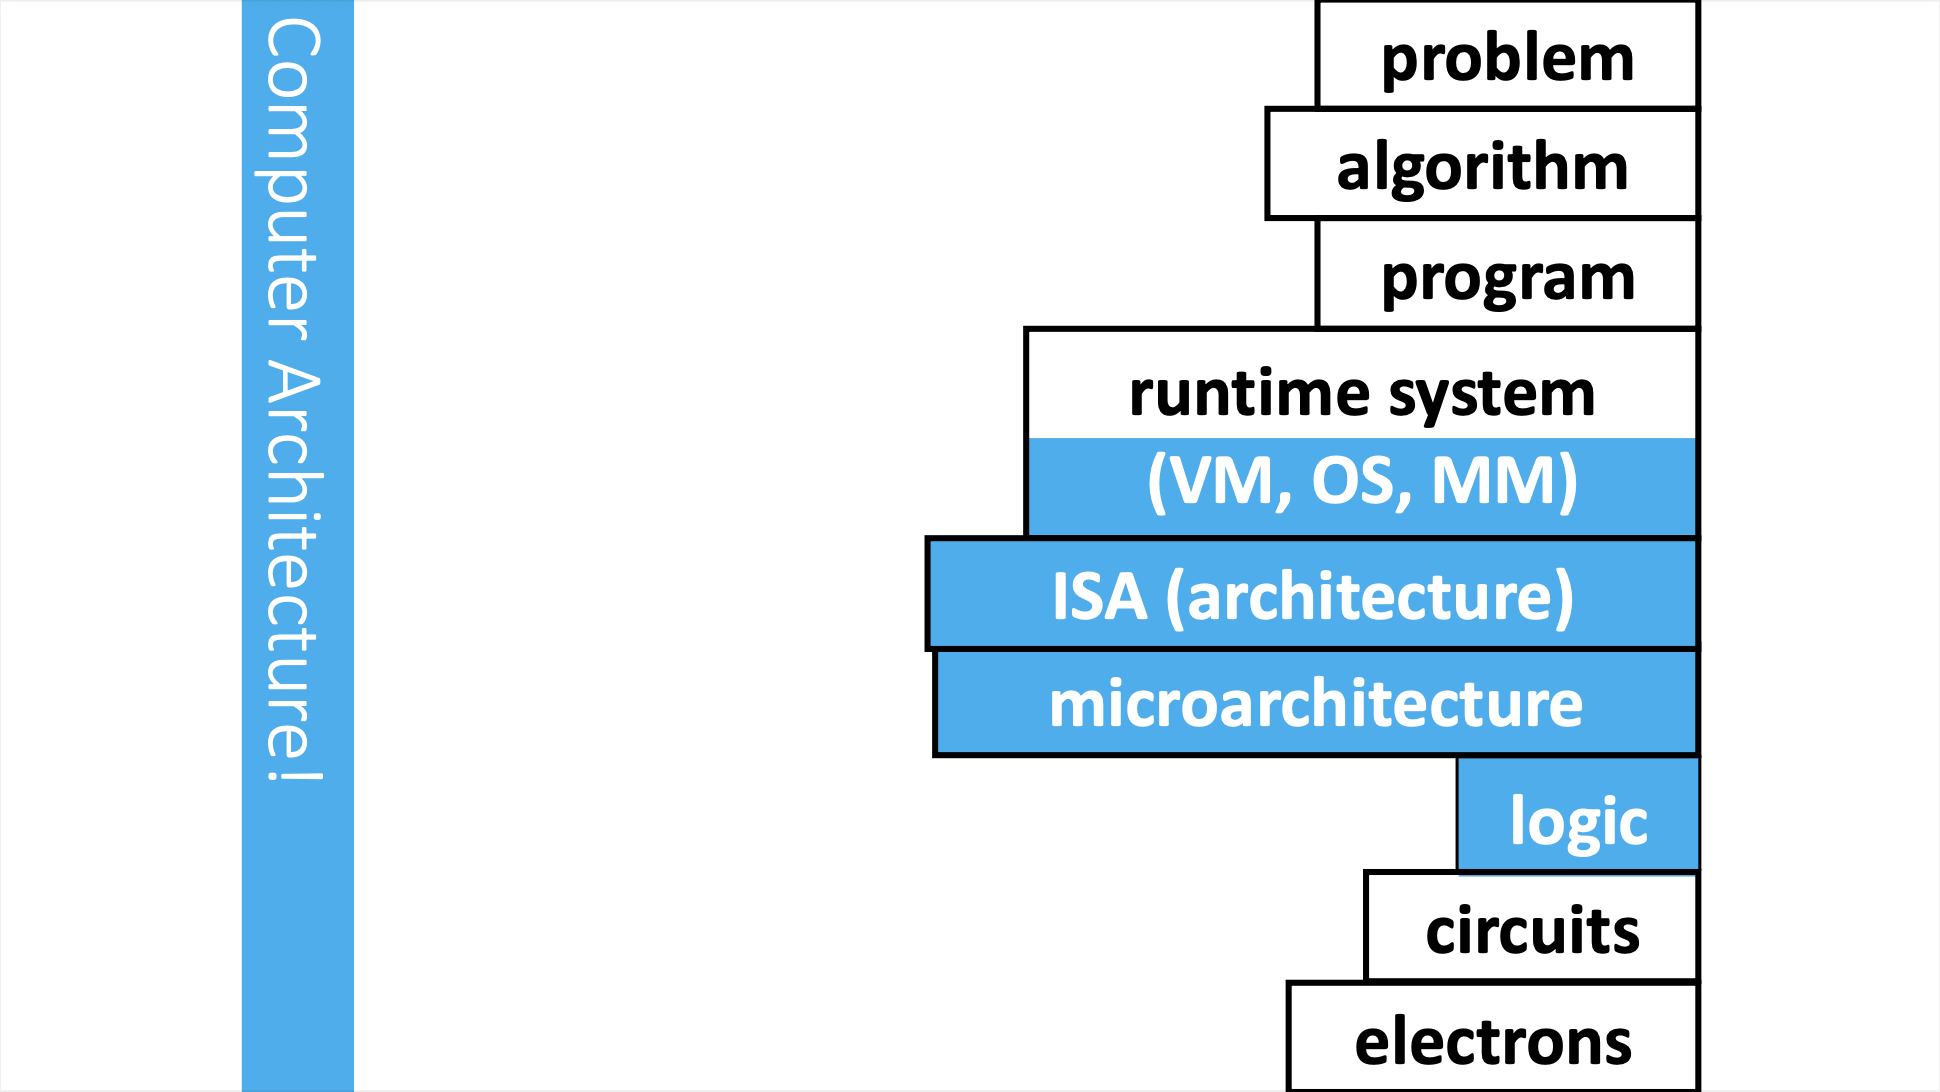 Computer Architecture!
problem
algorithm
program
runtime system
(VM, OS, MM)
ISA (architecture)
microarchitecture
logic
circuits
electrons